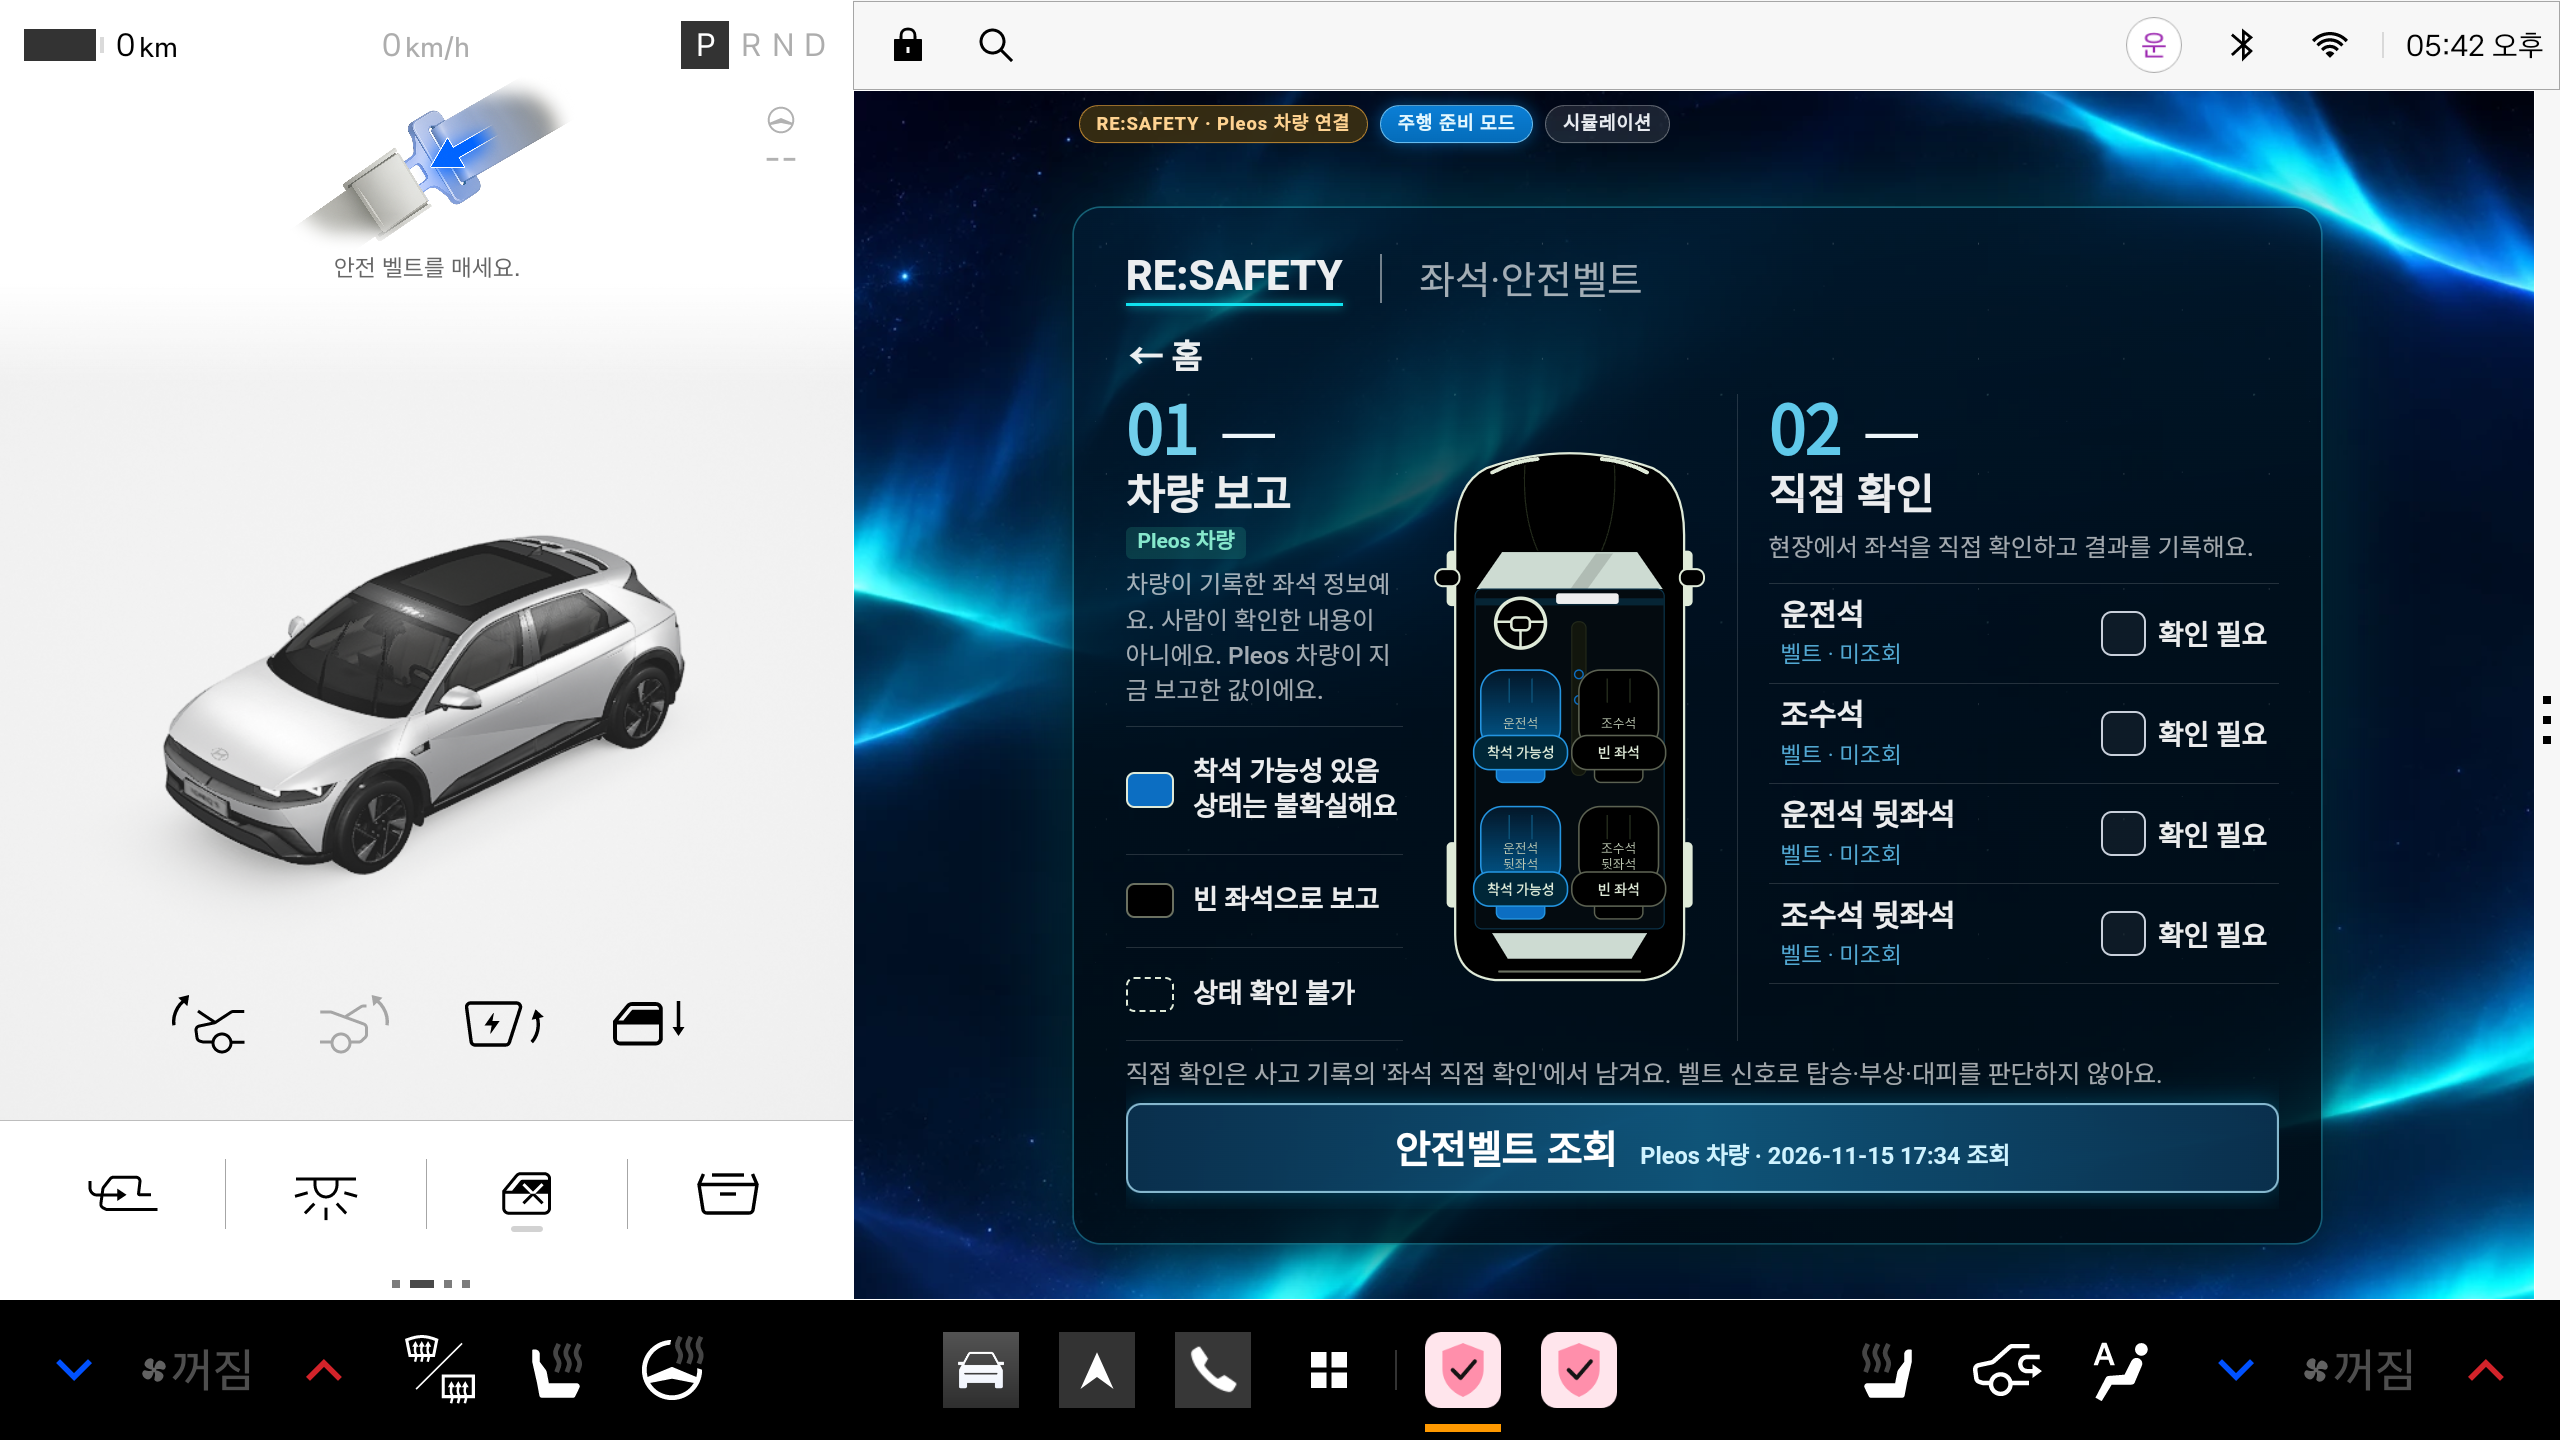 0 km
0 km/h
P R N D
--
안전 벨트를 매세요.
운
05:42 오후
RE:SAFETY · Pleos 차량 연결
주행 준비 모드
시뮬레이션
RE:SAFETY
좌석·안전벨트
← 홈
01 —
차량 보고
Pleos 차량
차량이 기록한 좌석 정보예
요. 사람이 확인한 내용이
아니에요. Pleos 차량이 지
금 보고한 값이에요.
착석 가능성 있음
상태는 불확실해요
빈 좌석으로 보고
상태 확인 불가
운전석
착석 가능성
조수석
빈 좌석
운전석
뒷좌석
착석 가능성
조수석
뒷좌석
빈 좌석
02 —
직접 확인
현장에서 좌석을 직접 확인하고 결과를 기록해요.
운전석
벨트 · 미조회
확인 필요
조수석
벨트 · 미조회
확인 필요
운전석 뒷좌석
벨트 · 미조회
확인 필요
조수석 뒷좌석
벨트 · 미조회
확인 필요
직접 확인은 사고 기록의 '좌석 직접 확인'에서 남겨요. 벨트 신호로 탑승·부상·대피를 판단하지 않아요.
안전벨트 조회 Pleos 차량 · 2026-11-15 17:34 조회
꺼짐
A
꺼짐